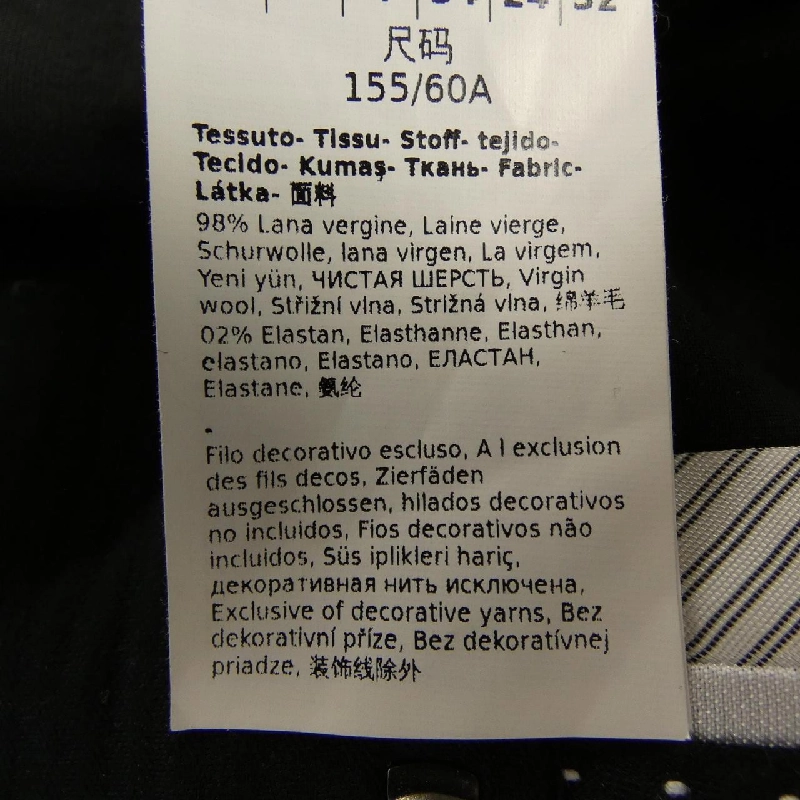 尺码
155/60A
Tessuto- Tissu- Stoff- tejido-
Tecido- Kumaş- Ткань- Fabric-
Látka- 面料
98% Lana vergine, Laine vierge,
Schurwolle, lana virgen, La virgem,
Yeni yün, ЧИСТАЯ ШЕРСТЬ, Virgin
wool, Střižní vlna, Strižná vlna, 绵羊毛
02% Elastan, Elasthanne, Elasthan,
elastano, Elastano, ЕЛАСТАН,
Elastane, 氨纶
.
Filo decorativo escluso, A l exclusion
des fils decos, Zierfäden
ausgeschlossen, hilados decorativos
no incluidos, Fios decorativos não
incluidos, Süs iplikleri hariç,
декоративная нить исключена,
Exclusive of decorative yarns, Bez
dekorativní příze, Bez dekoratívnej
priadze, 装饰线除外